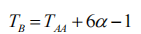 T_B = T_{AA} + 6α − 1